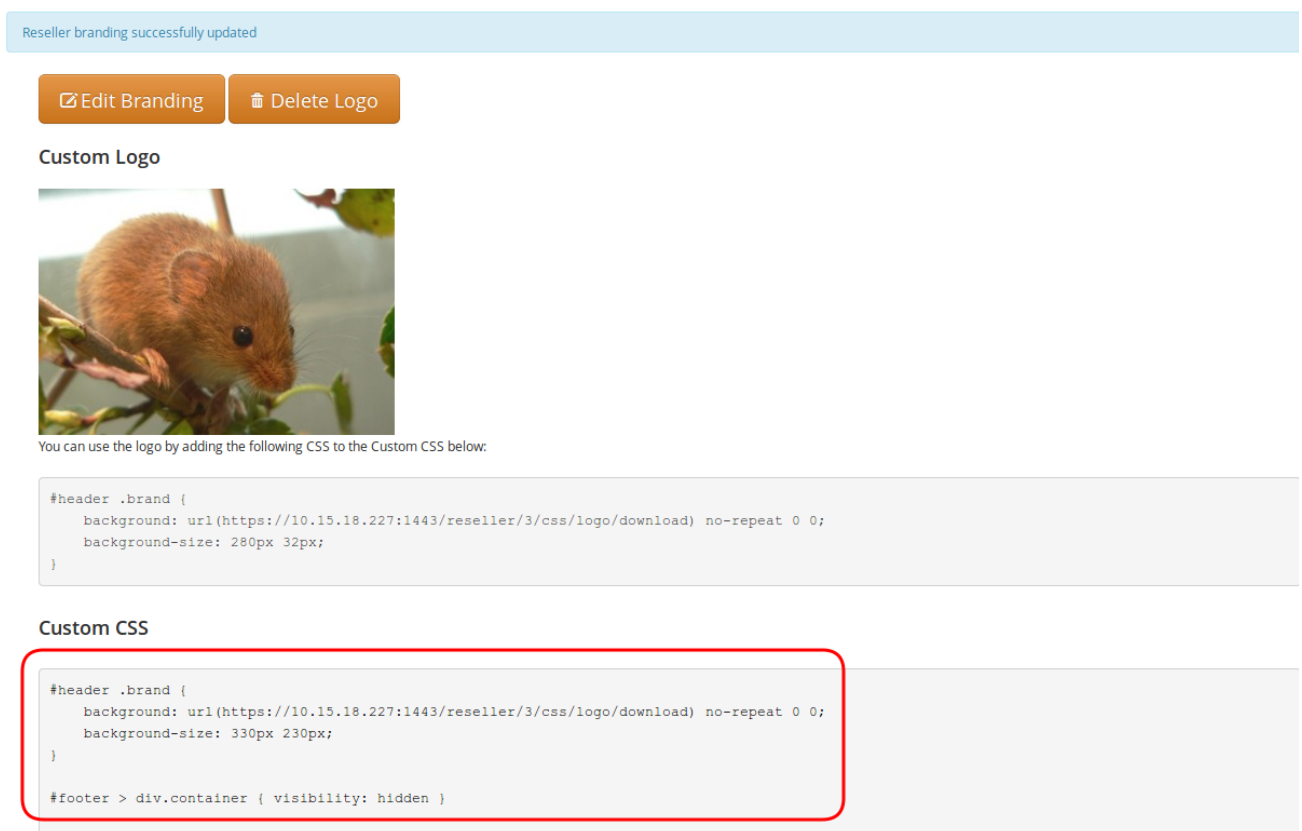 Reseller branding successfully updated
Edit Branding
Delete Logo
Custom Logo
You can use the logo by adding the following CSS to the Custom CSS below:
#header .brand {
    background: url(https://10.15.18.227:1443/reseller/3/css/logo/download) no-repeat 0 0;
    background-size: 280px 32px;
}
Custom CSS
#header .brand {
    background: url(https://10.15.18.227:1443/reseller/3/css/logo/download) no-repeat 0 0;
    background-size: 330px 230px;
}
#footer > div.container { visibility: hidden }